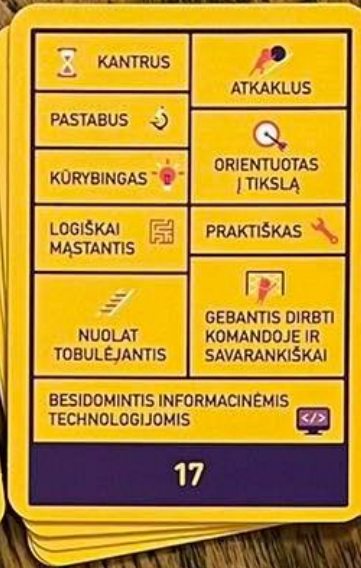 KANTRUS
ATKAKLUS
PASTABUS
ORIENTUOTAS
Į TIKSLĄ
KŪRYBINGAS
LOGIŠKAI
MĄSTANTIS
PRAKTIŠKAS
NUOLAT
TOBULĖJANTIS
GEBANTIS DIRBTI
KOMANDOJE IR
SAVARANKIŠKAI
BESIDOMINTIS INFORMACINĖMIS
TECHNOLOGIJOMIS
</>
17